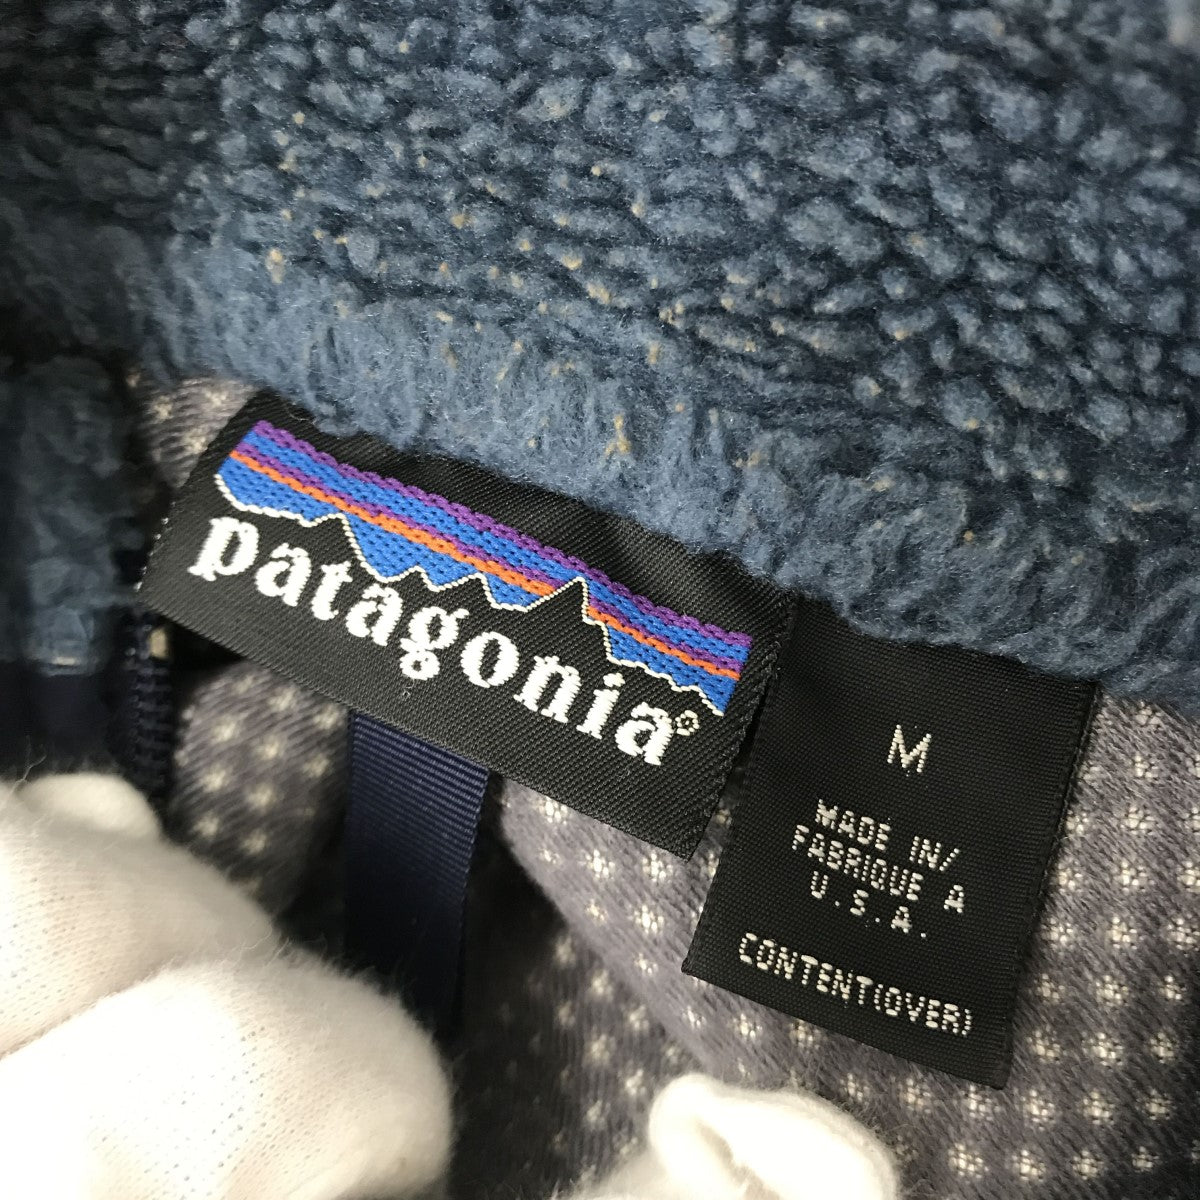 patagonia®
M
MADE IN/
FABRIQUE A
U.S.A.
CONTENT(OVER)